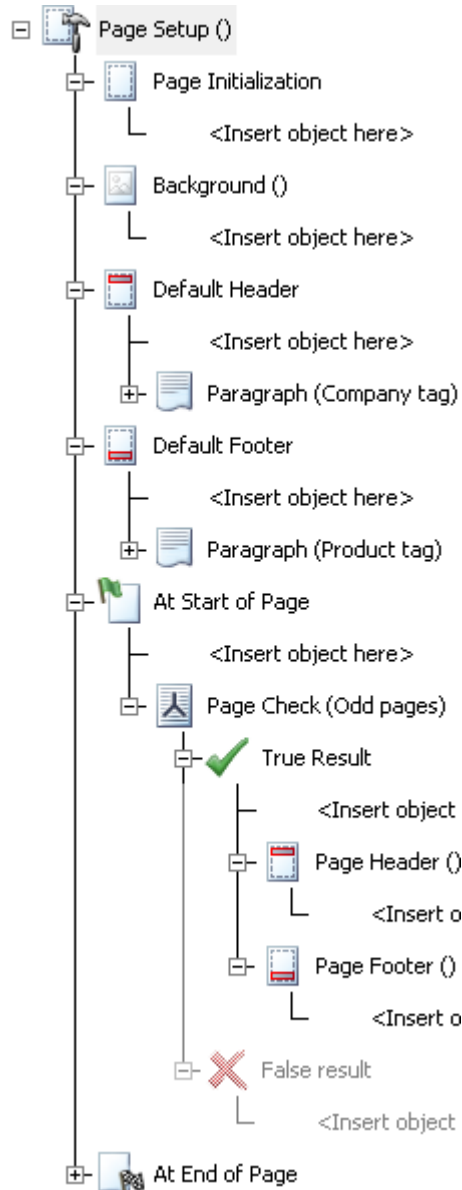 Page Setup ()
Page Initialization
<Insert object here>
Background ()
<Insert object here>
Default Header
<Insert object here>
Paragraph (Company tag)
Default Footer
<Insert object here>
Paragraph (Product tag)
At Start of Page
<Insert object here>
Page Check (Odd pages)
True Result
<Insert object
Page Header ()
<Insert o
Page Footer ()
<Insert o
False result
<Insert object
At End of Page